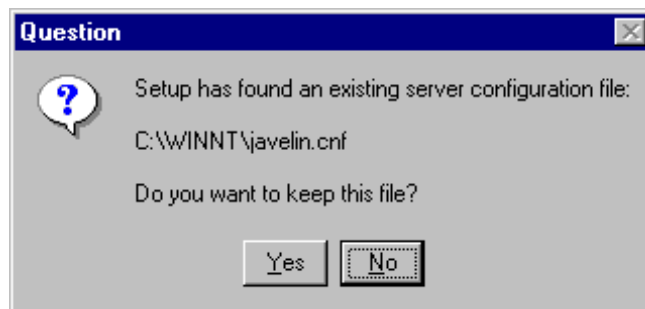 Question
Setup has found an existing server configuration file:
C:\WINNT\javelin.cnf
Do you want to keep this file?
Yes No